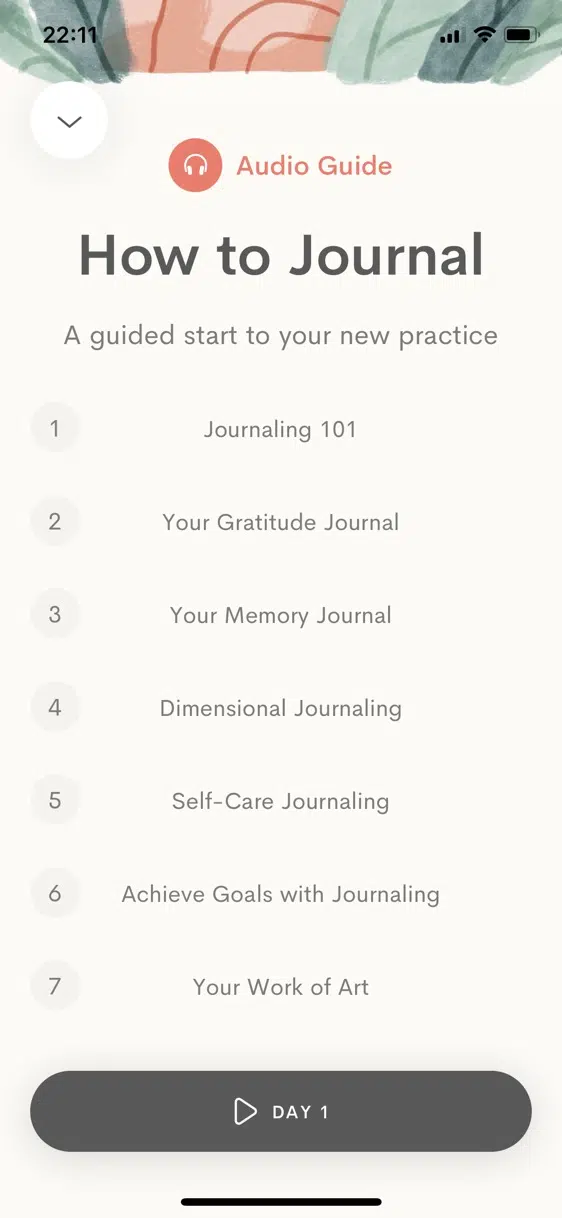 22:11
Audio Guide
How to Journal
A guided start to your new practice
1 Journaling 101
2 Your Gratitude Journal
3 Your Memory Journal
4 Dimensional Journaling
5 Self-Care Journaling
6 Achieve Goals with Journaling
7 Your Work of Art
DAY 1